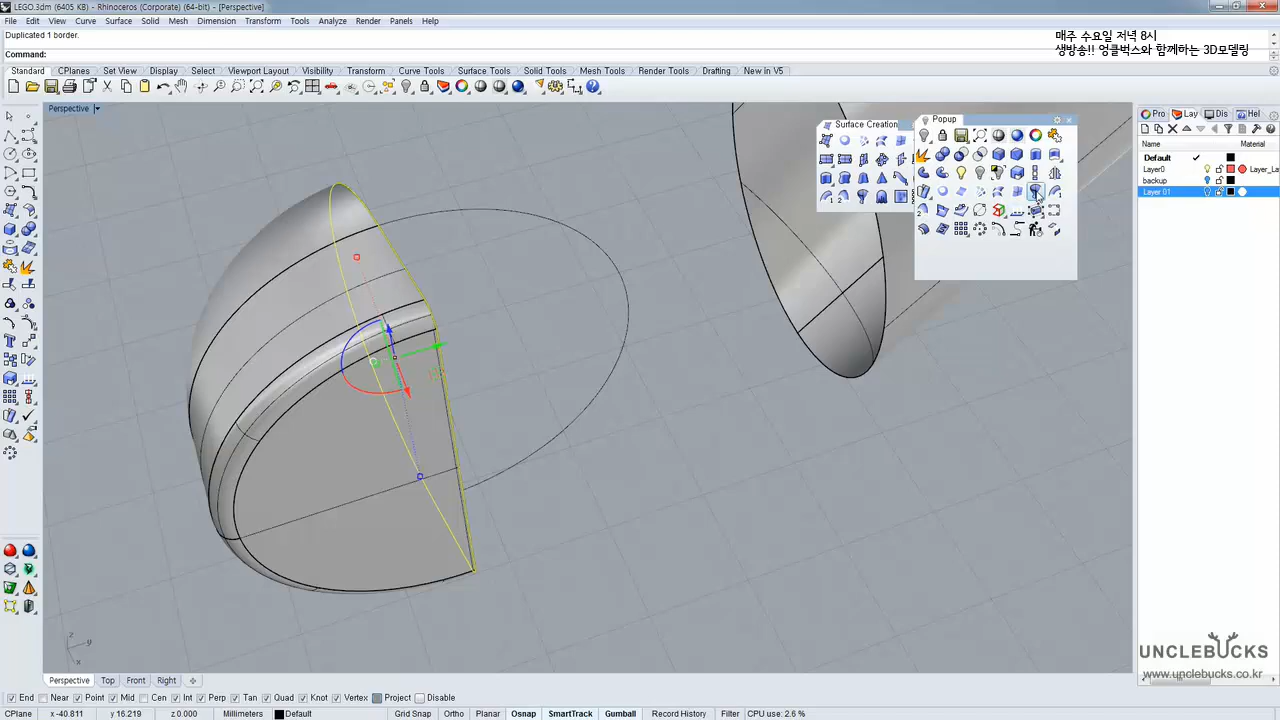 LEGO.3dm (6405 KB) - Rhinoceros (Corporate) (64-bit) - [Perspective]
File Edit View Curve Surface Solid Mesh Dimension Transform Tools Analyze Render Panels Help
Duplicated 1 border.
매주 수요일 저녁 8시
Command:
생방송!! 엉클벅스와 함께하는 3D모델링
Standard CPlanes Set View Display Select Viewport Layout Visibility Transform Curve Tools Surface Tools Solid Tools Mesh Tools Render Tools Drafting New in V5
Perspective
Surface Creation
Popup
Pro Lay Dis Hel
Name Material
Default
Layer0 Layer_La
backup
Layer 01
z
y
x
UNCLEBUCKS
www.unclebucks.co.kr
Perspective Top Front Right
End Near Point Mid Cen Int Perp Tan Quad Knot Vertex Project Disable
CPlane x -40.811 y 16.219 z 0.000 Millimeters Default Grid Snap Ortho Planar Osnap SmartTrack Gumball Record History Filter CPU use: 2.6 %